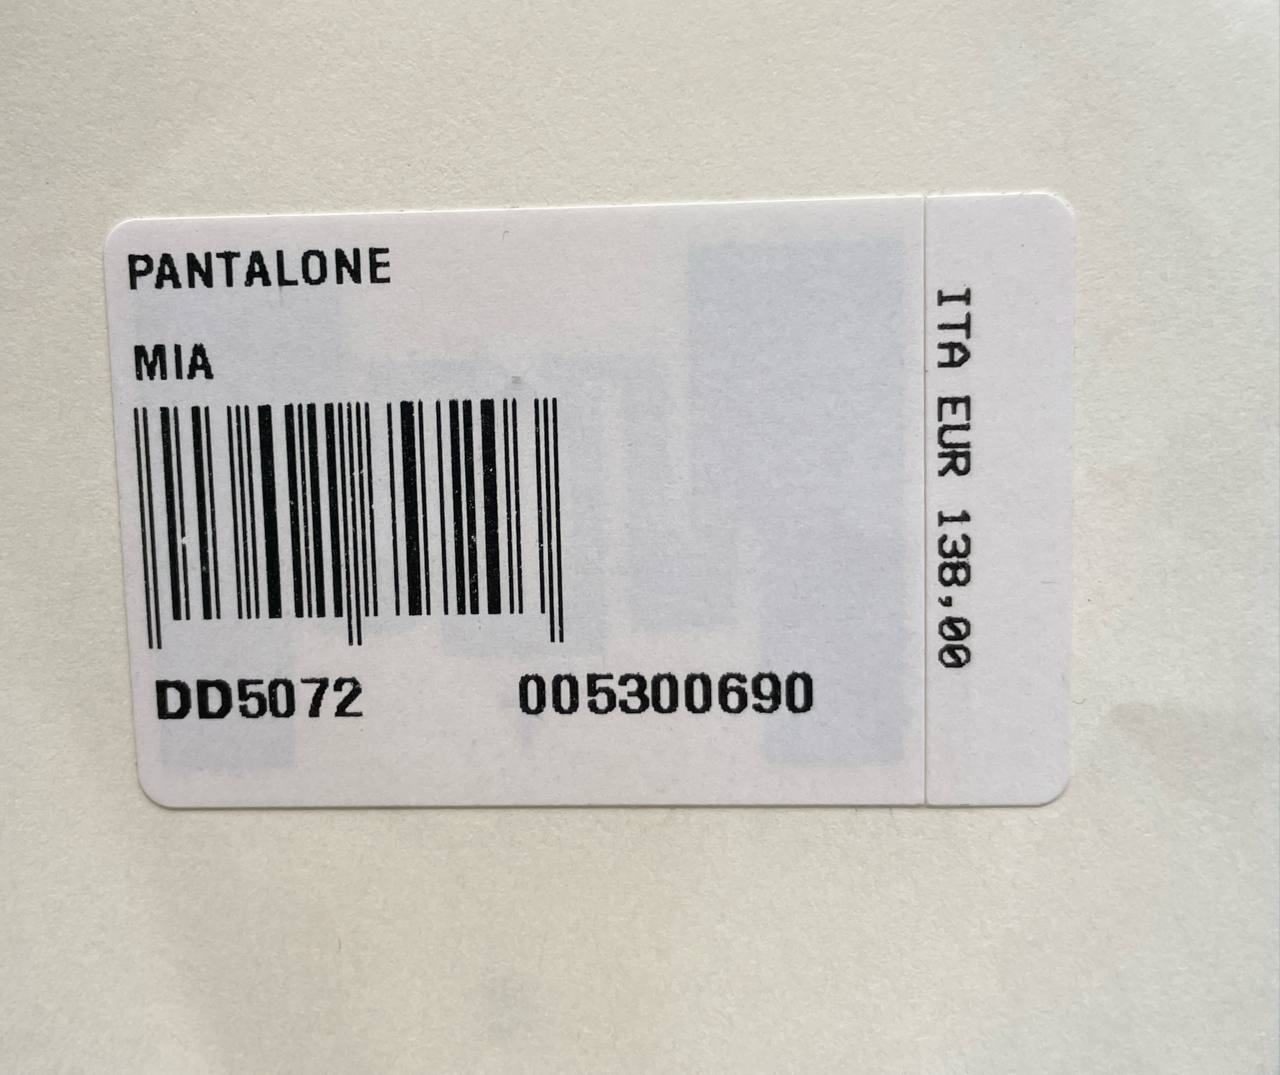 PANTALONE
MIA
DD5072 005300690
ITA EUR 138,00